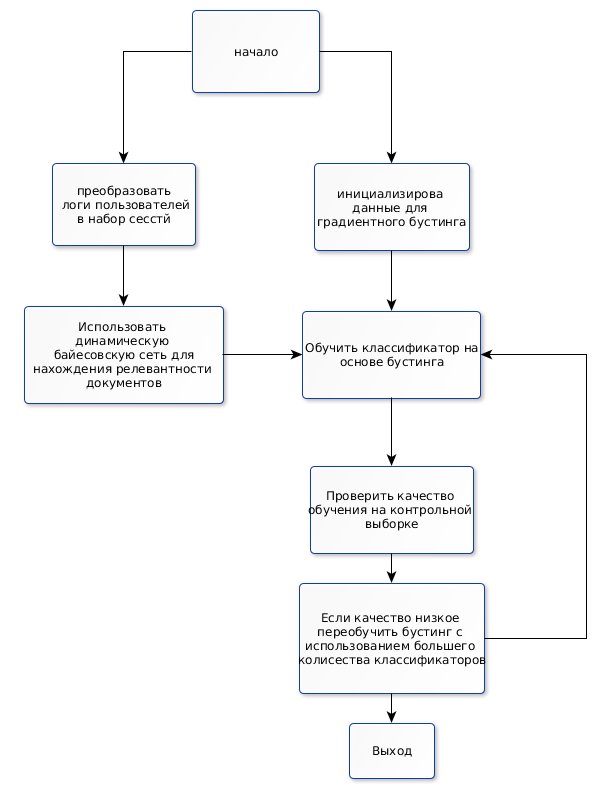 начало
преобразовать
логи пользователей
в набор сесстй
инициализирова
данные для
градиентного бустинга
Использовать
динамическую
байесовскую сеть для
нахождения релевантности
документов
Обучить классификатор на
основе бустинга
Проверить качество
обучения на контрольной
выборке
Если качество низкое
переобучить бустинг с
использованием большего
колисества классификаторов
Выход